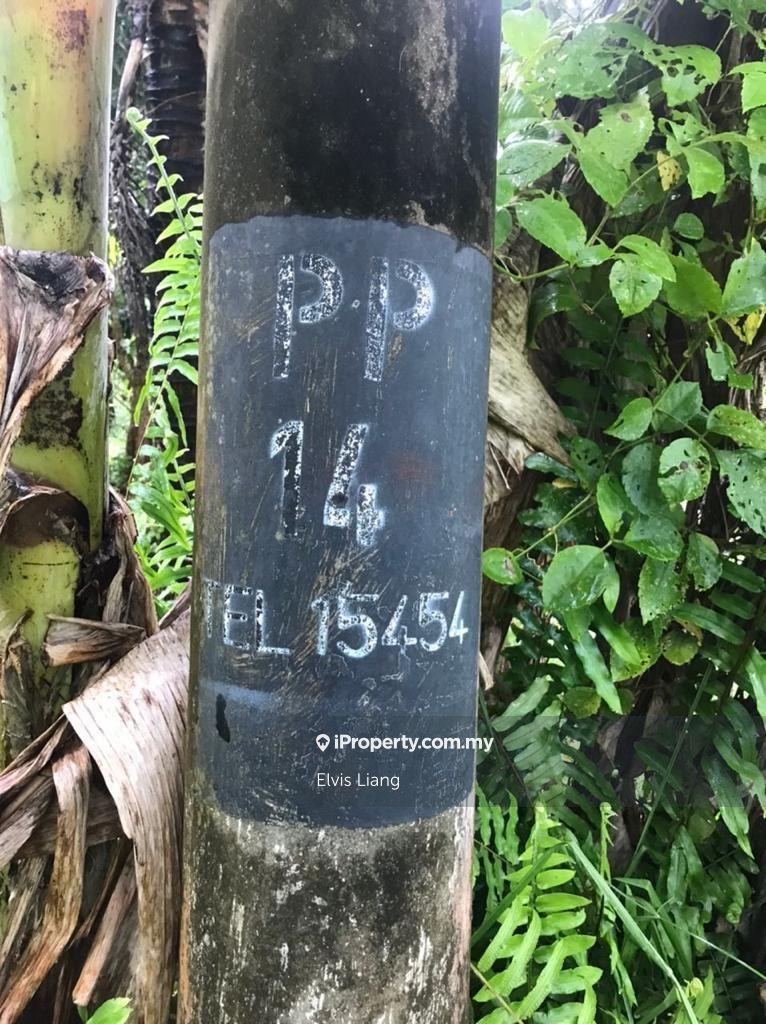 PP
14
TEL 15454
iProperty.com.my
Elvis Liang